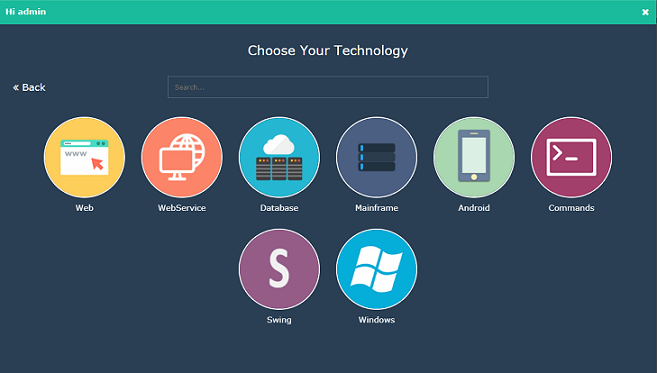 Hi admin
Choose Your Technology
« Back
Search...
WWW
Web
WebService
Database
Mainframe
Android
Commands
S
Swing
Windows